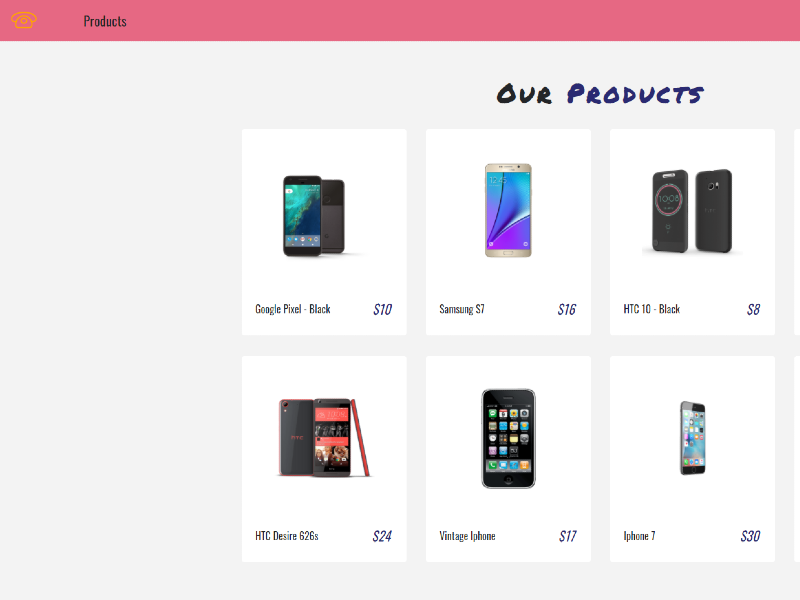 Products
Our Products
Google Pixel - Black $10
Samsung S7 $16
HTC 10 - Black $8
HTC Desire 626s $24
Vintage Iphone $17
Iphone 7 $30